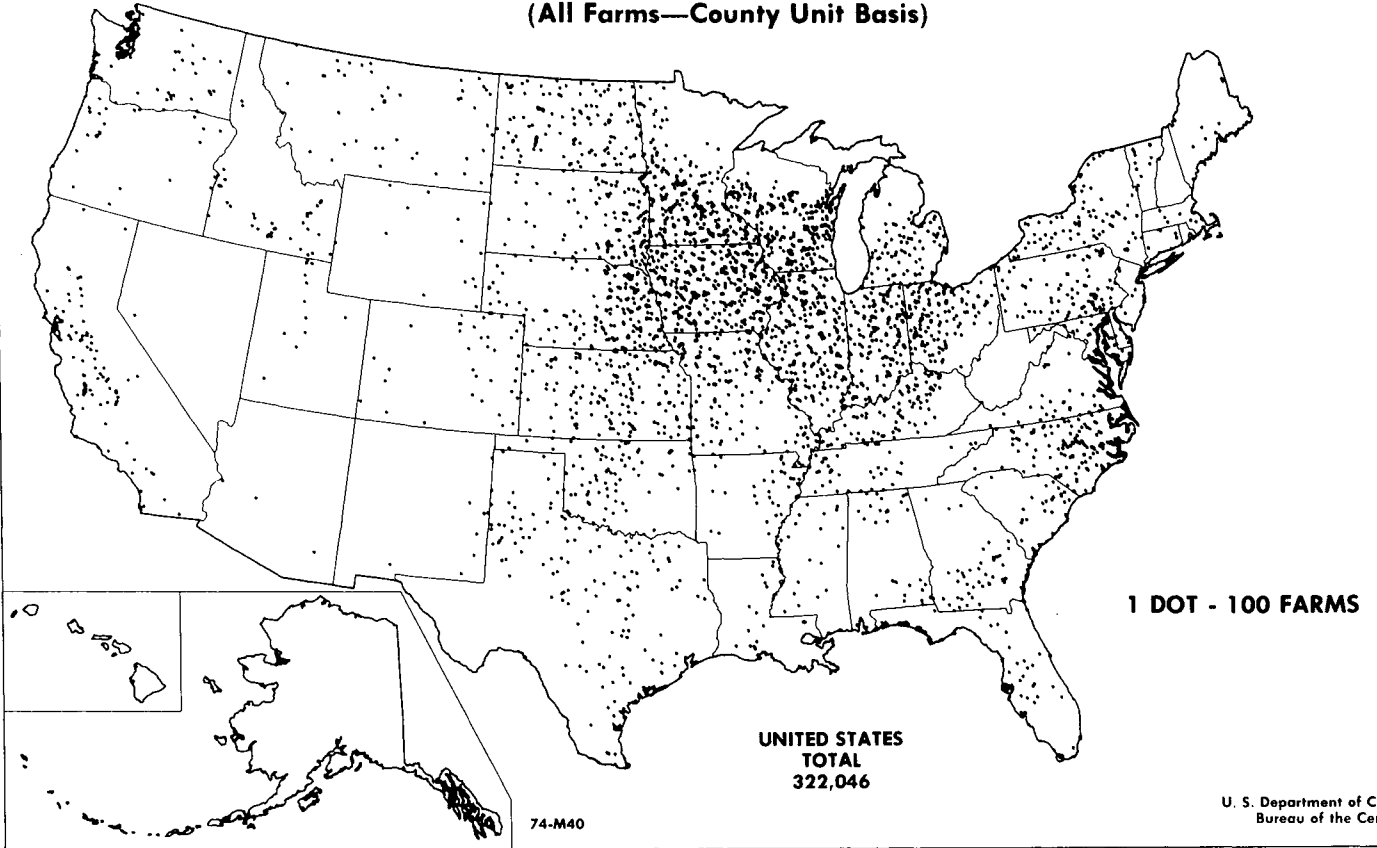 (All Farms—County Unit Basis)
1 DOT - 100 FARMS
UNITED STATES
TOTAL
322,046
74-M40
U. S. Department of C
Bureau of the Cen